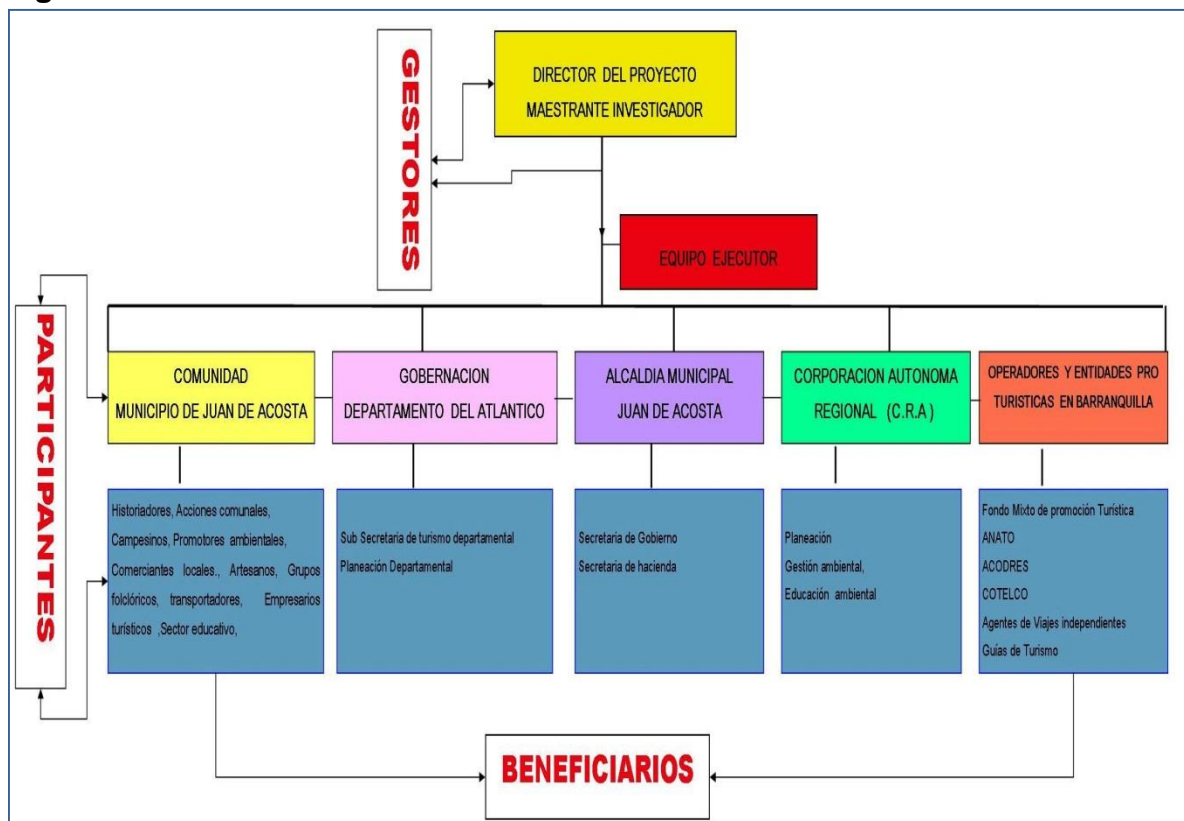 GESTORES
DIRECTOR DEL PROYECTO
MAESTRANTE INVESTIGADOR
EQUIPO EJECUTOR
PARTICIPANTES
COMUNIDAD
MUNICIPIO DE JUAN DE ACOSTA
GOBERNACION
DEPARTAMENTO DEL ATLANTICO
ALCALDIA MUNICIPAL
JUAN DE ACOSTA
CORPORACION AUTONOMA
REGIONAL (C.R.A )
OPERADORES Y ENTIDADES PRO
TURISTICAS EN BARRANQUILLA
Historiadores, Acciones comunales,
Campesinos, Promotores ambientales,
Comerciantes locales., Artesanos, Grupos
folclóricos, transportadores, Empresarios
turísticos ,Sector educativo,
Sub Secretaria de turismo departamental
Planeación Departamental
Secretaria de Gobierno
Secretaria de hacienda
Planeación
Gestión ambiental,
Educación ambiental
Fondo Mixto de promoción Turística
ANATO
ACODRES
COTELCO
Agentes de Viajes independientes
Guías de Turismo
BENEFICIARIOS